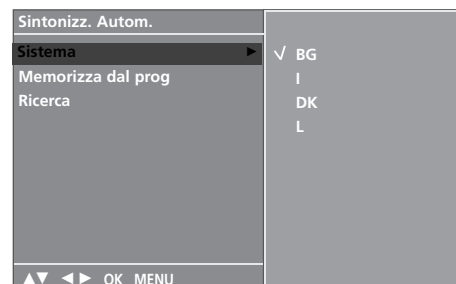 Sintonizz. Autom.
Sistema ►
Memorizza dal prog
Ricerca
√ BG
I
DK
L
▲▼ ◄► OK MENU